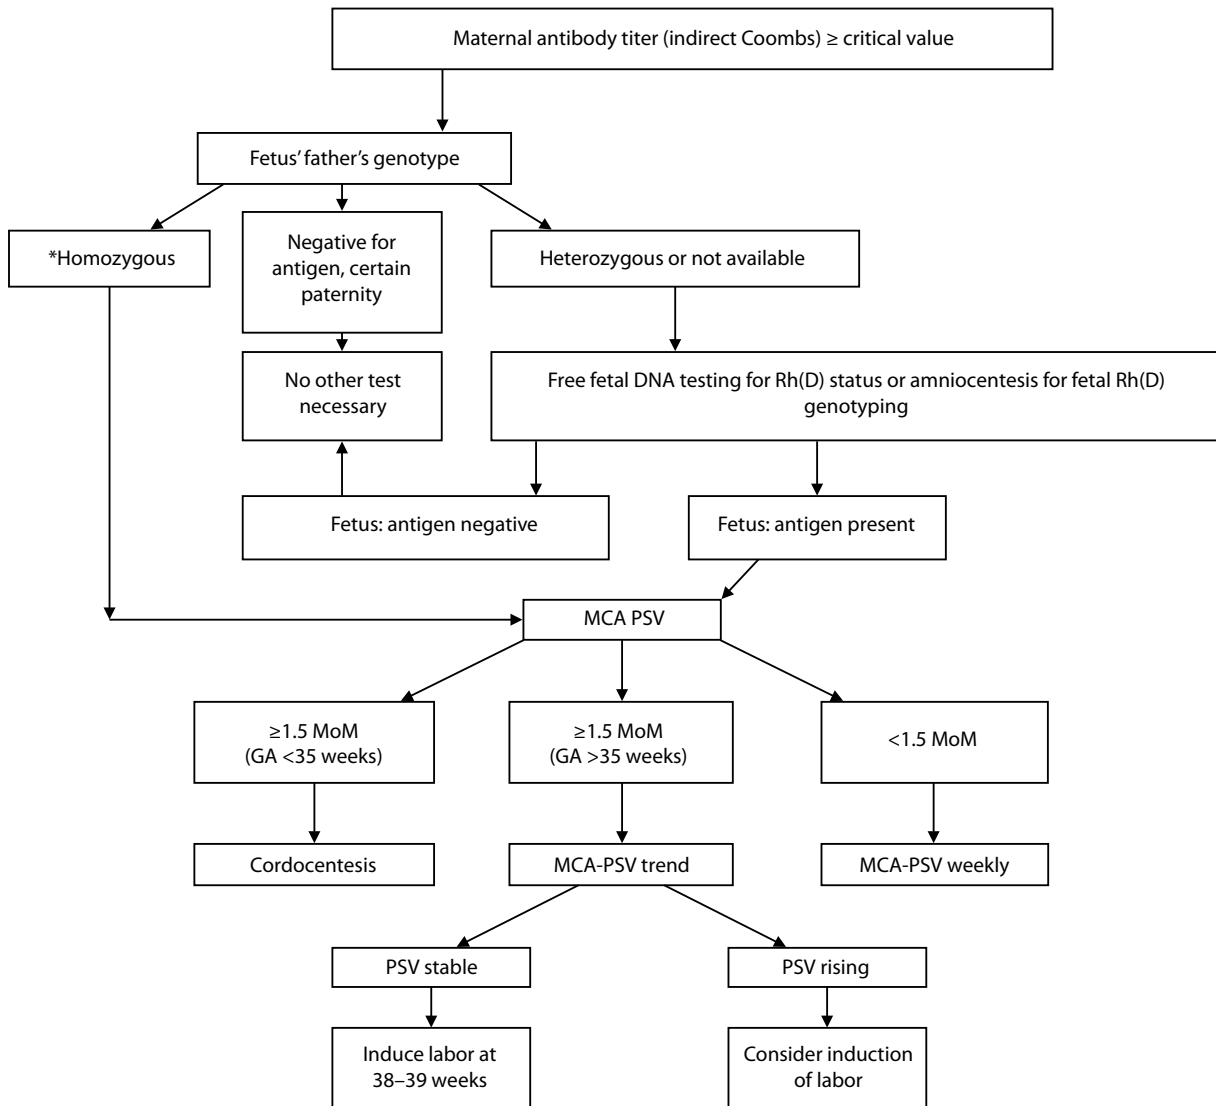 Maternal antibody titer (indirect Coombs) ≥ critical value
Fetus’ father’s genotype
*Homozygous
Negative for
antigen, certain
paternity
Heterozygous or not available
No other test
necessary
Free fetal DNA testing for Rh(D) status or amniocentesis for fetal Rh(D)
genotyping
Fetus: antigen negative
Fetus: antigen present
MCA PSV
≥1.5 MoM
(GA <35 weeks)
≥1.5 MoM
(GA >35 weeks)
<1.5 MoM
Cordocentesis
MCA-PSV trend
MCA-PSV weekly
PSV stable
PSV rising
Induce labor at
38–39 weeks
Consider induction
of labor